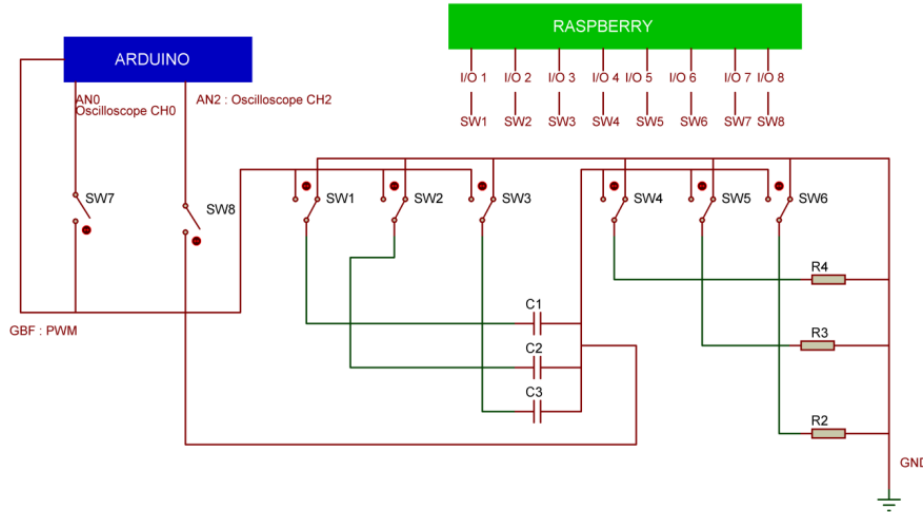 RASPBERRY
ARDUINO
I/O 1 I/O 2 I/O 3 I/O 4 I/O 5 I/O 6 I/O 7 I/O 8
AN0
Oscilloscope CH0
AN2 : Oscilloscope CH2
SW1 SW2 SW3 SW4 SW5 SW6 SW7 SW8
SW7
SW8
SW1 SW2 SW3 SW4 SW5 SW6
R4
C1
GBF : PWM
R3
C2
C3
R2
GND